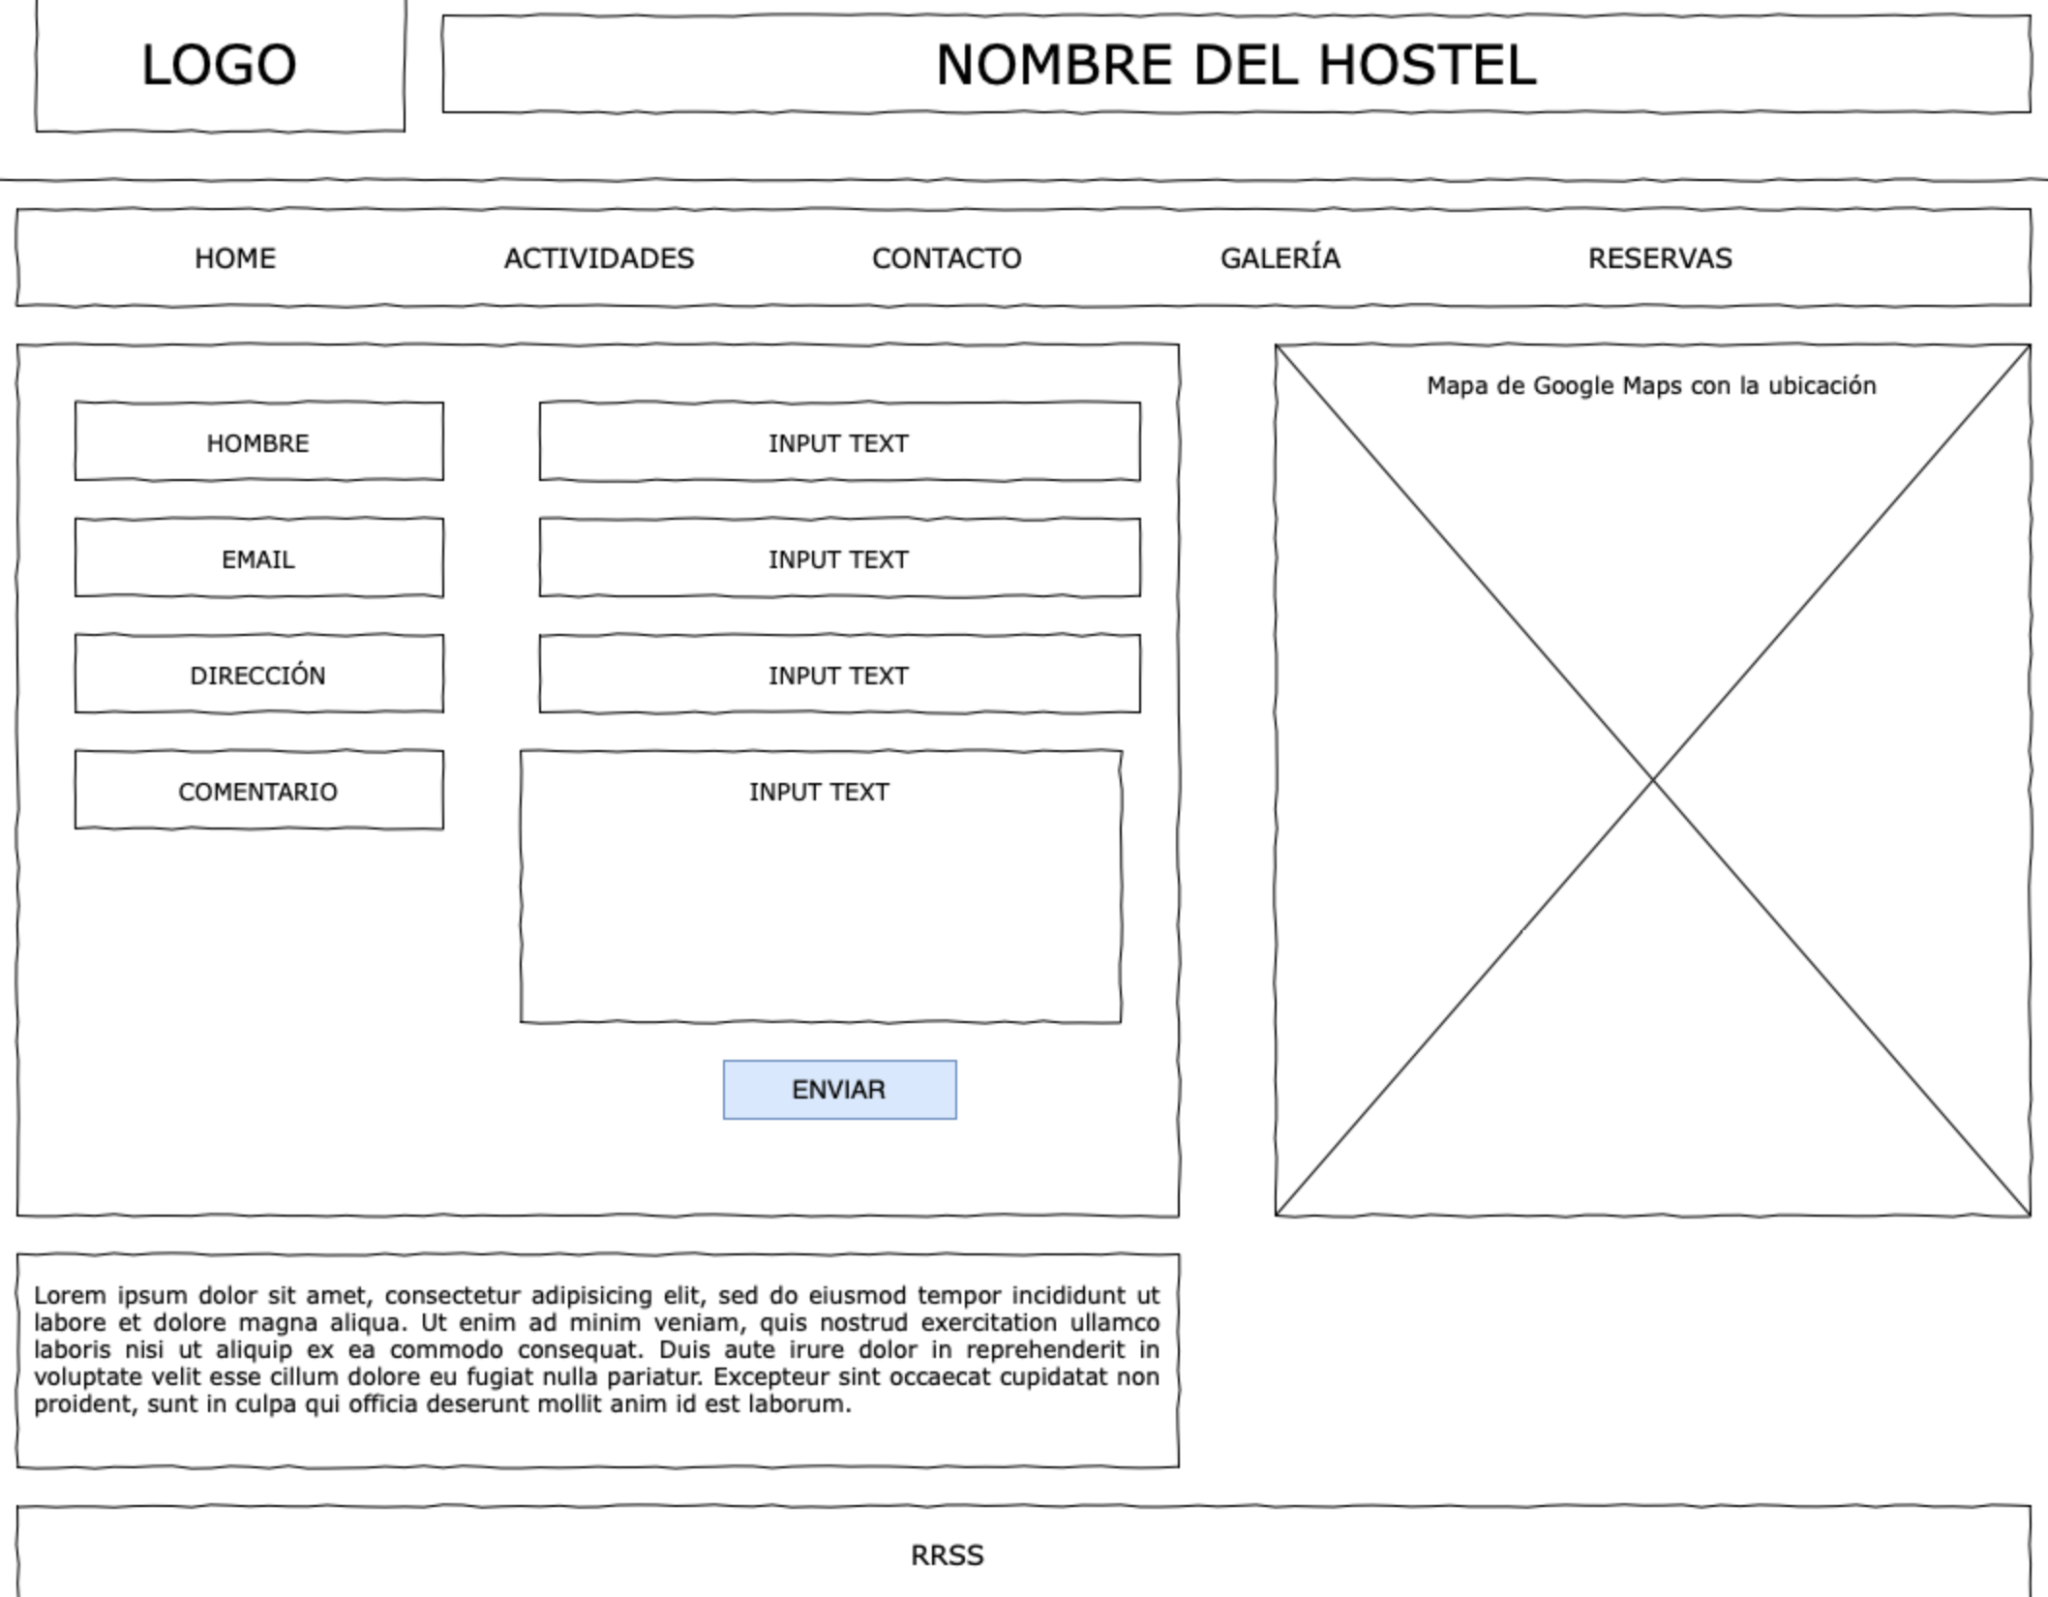 LOGO
NOMBRE DEL HOSTEL
HOME ACTIVIDADES CONTACTO GALERÍA RESERVAS
HOMBRE INPUT TEXT
EMAIL INPUT TEXT
DIRECCIÓN INPUT TEXT
COMENTARIO INPUT TEXT
ENVIAR
Mapa de Google Maps con la ubicación
Lorem ipsum dolor sit amet, consectetur adipisicing elit, sed do eiusmod tempor incididunt ut
labore et dolore magna aliqua. Ut enim ad minim veniam, quis nostrud exercitation ullamco
laboris nisi ut aliquip ex ea commodo consequat. Duis aute irure dolor in reprehenderit in
voluptate velit esse cillum dolore eu fugiat nulla pariatur. Excepteur sint occaecat cupidatat non
proident, sunt in culpa qui officia deserunt mollit anim id est laborum.
RRSS